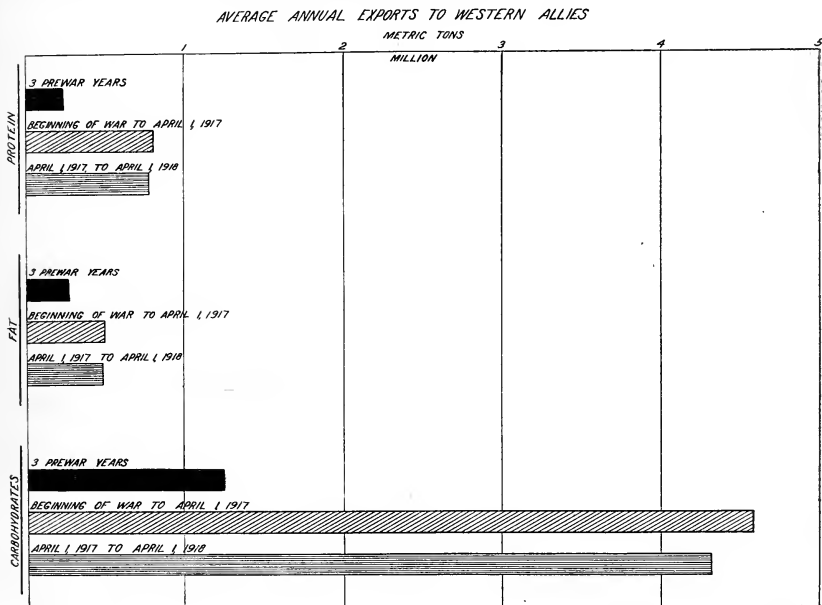 AVERAGE ANNUAL EXPORTS TO WESTERN ALLIES
METRIC TONS
1 2 3 4 5
MILLION
PROTEIN
3 PREWAR YEARS
BEGINNING OF WAR TO APRIL 1, 1917
APRIL 1, 1917 TO APRIL 1, 1918
FAT
3 PREWAR YEARS
BEGINNING OF WAR TO APRIL 1, 1917
APRIL 1, 1917 TO APRIL 1, 1918
CARBOHYDRATES
3 PREWAR YEARS
BEGINNING OF WAR TO APRIL 1, 1917
APRIL 1, 1917 TO APRIL 1, 1918